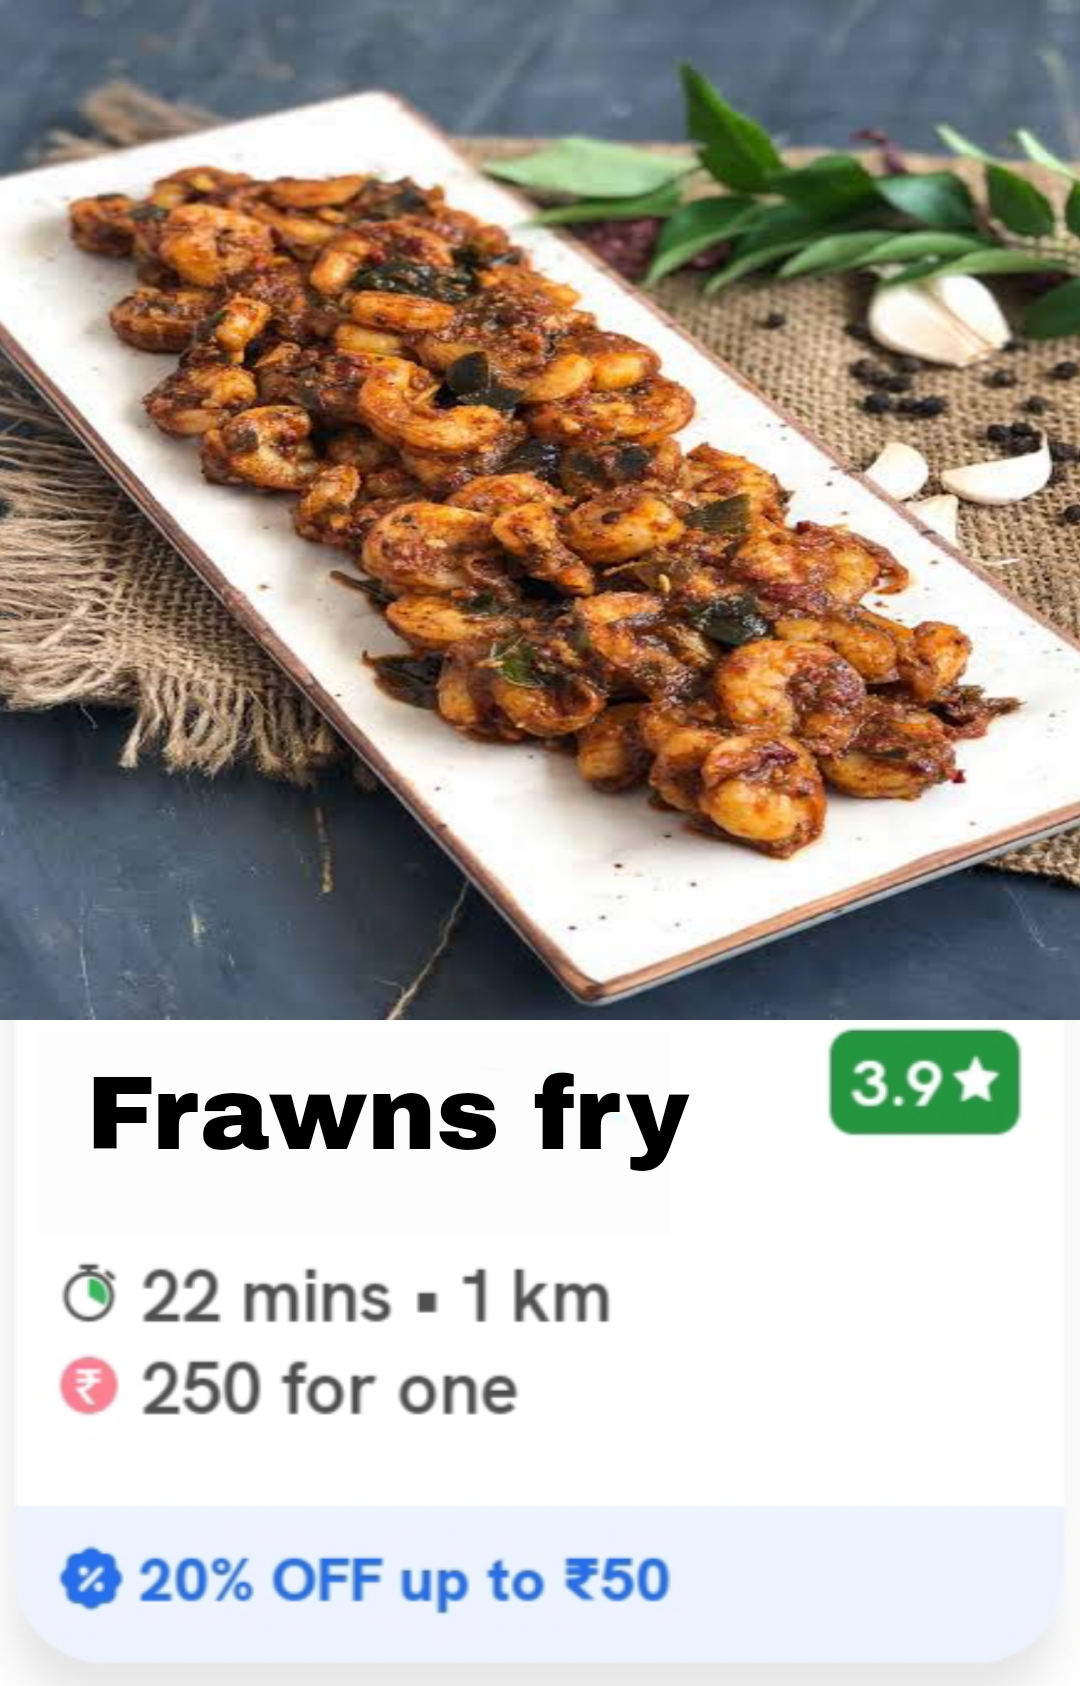 Frawns fry
3.9★
22 mins ▪ 1 km
₹ 250 for one
20% OFF up to ₹50